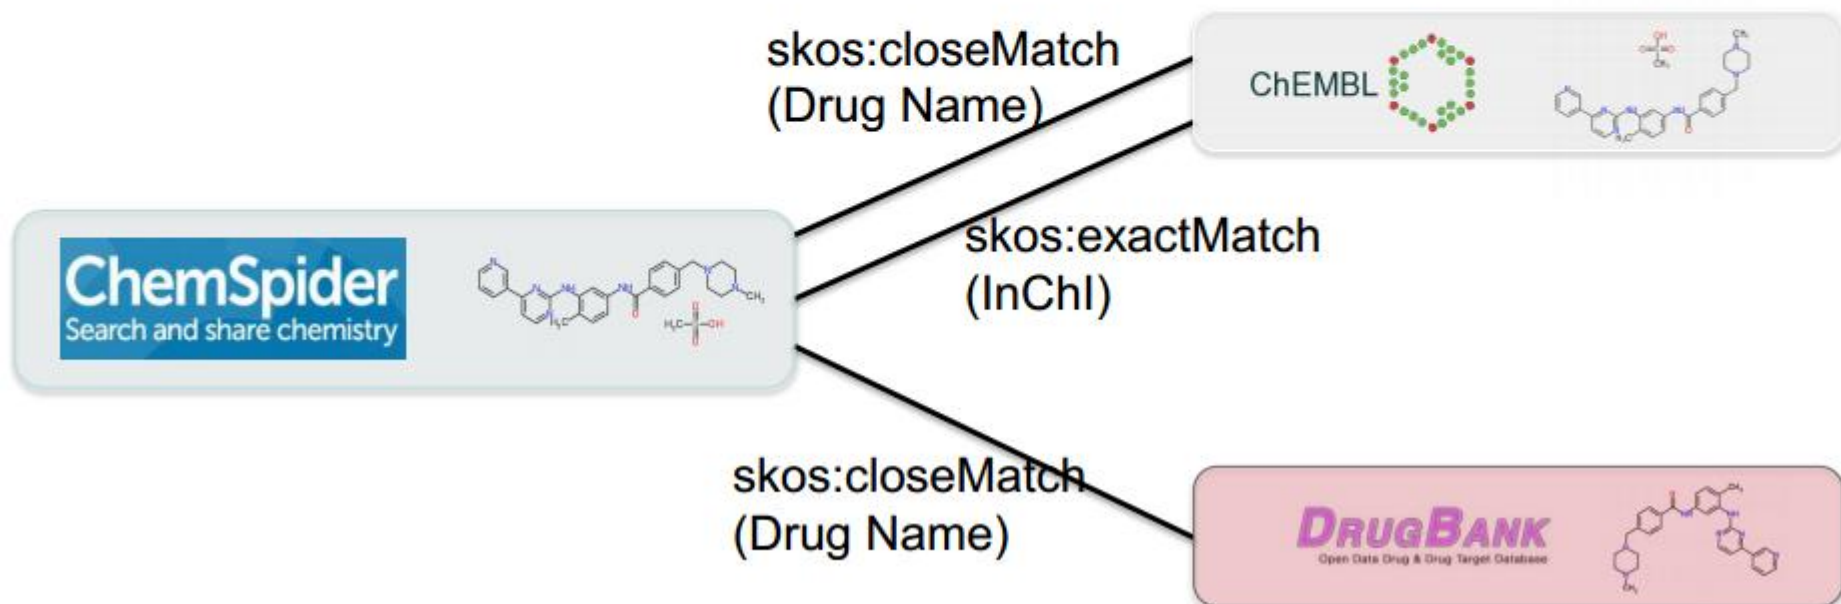 skos:closeMatch
(Drug Name)
ChEMBL
ChemSpider
Search and share chemistry
skos:exactMatch
(InChI)
skos:closeMatch
(Drug Name)
DRUGBANK
Open Data Drug & Drug Target Database